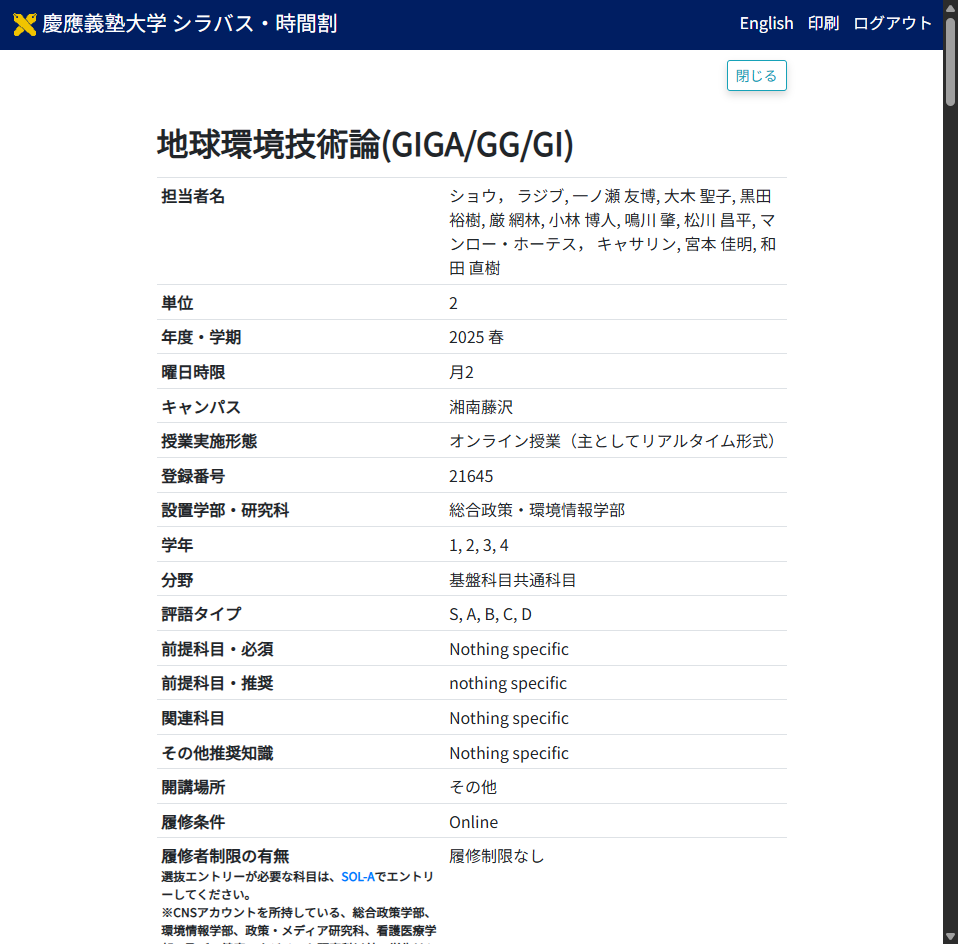 慶應義塾大学 シラバス・時間割 English 印刷 ログアウト
閉じる
地球環境技術論(GIGA/GG/GI)
担当者名 ショウ， ラジブ, 一ノ瀬 友博, 大木 聖子, 黒田
裕樹, 厳 網林, 小林 博人, 鳴川 肇, 松川 昌平, マ
ンロー・ホーテス， キャサリン, 宮本 佳明, 和
田 直樹
単位 2
年度・学期 2025 春
曜日時限 月2
キャンパス 湘南藤沢
授業実施形態 オンライン授業（主としてリアルタイム形式）
登録番号 21645
設置学部・研究科 総合政策・環境情報学部
学年 1, 2, 3, 4
分野 基盤科目共通科目
評語タイプ S, A, B, C, D
前提科目・必須 Nothing specific
前提科目・推奨 nothing specific
関連科目 Nothing specific
その他推奨知識 Nothing specific
開講場所 その他
履修条件 Online
履修者制限の有無 履修制限なし
選抜エントリーが必要な科目は、SOL-Aでエントリ
ーしてください。
※CNSアカウントを所持している、総合政策学部、
環境情報学部、政策・メディア研究科、看護医療学